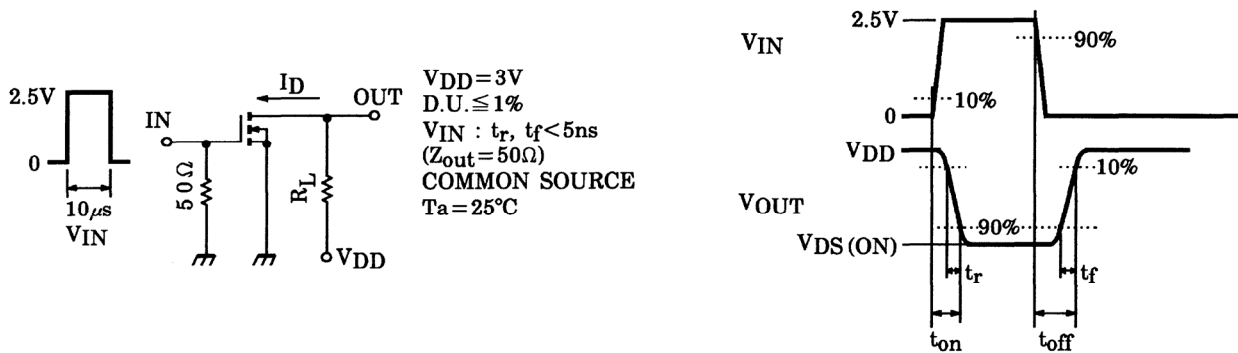 2.5V
0
10μs
VIN
IN
50Ω
ID
OUT
RL
VDD
VDD=3V
D.U.≦1%
VIN : tr, tf<5ns
(Zout=50Ω)
COMMON SOURCE
Ta=25°C
VIN
2.5V
90%
10%
0
VDD
10%
VOUT
90%
VDS (ON)
tr
tf
ton
toff